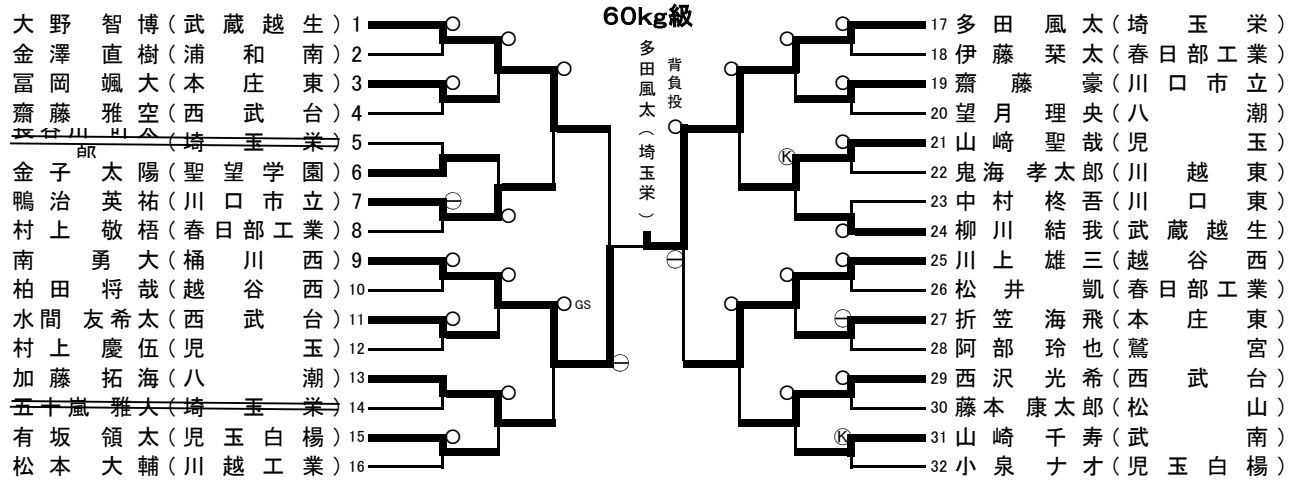 60kg級
大野 智博(武蔵越生) 1
金澤 直樹(浦和南) 2
冨岡 颯大(本庄東) 3
齋藤 雅空(西武台) 4
(埼玉栄) 5
金子 太陽(聖望学園) 6
鴨治 英祐(川口市立) 7
村上 敬梧(春日部工業) 8
南 勇大(桶川西) 9
柏田 将哉(越谷西) 10
水間 友希太(西武台) 11
村上 慶伍(児玉) 12
加藤 拓海(八潮) 13
五十嵐 雅人(埼玉栄) 14
有坂 領太(児玉白楊) 15
松本 大輔(川越工業) 16
GS
多田風太(埼玉栄)
背負投
K
K
17 多田 風太(埼玉栄)
18 伊藤 栞太(春日部工業)
19 齋藤 豪(川口市立)
20 望月 理央(八潮)
21 山﨑 聖哉(児玉)
22 鬼海 孝太郎(川越東)
23 中村 柊吾(川口東)
24 柳川 結我(武蔵越生)
25 川上 雄三(越谷西)
26 松井 凱(春日部工業)
27 折笠 海飛(本庄東)
28 阿部 玲也(鷲宮)
29 西沢 光希(西武台)
30 藤本 康太郎(松山)
31 山崎 千寿(武南)
32 小泉 ナオ(児玉白楊)